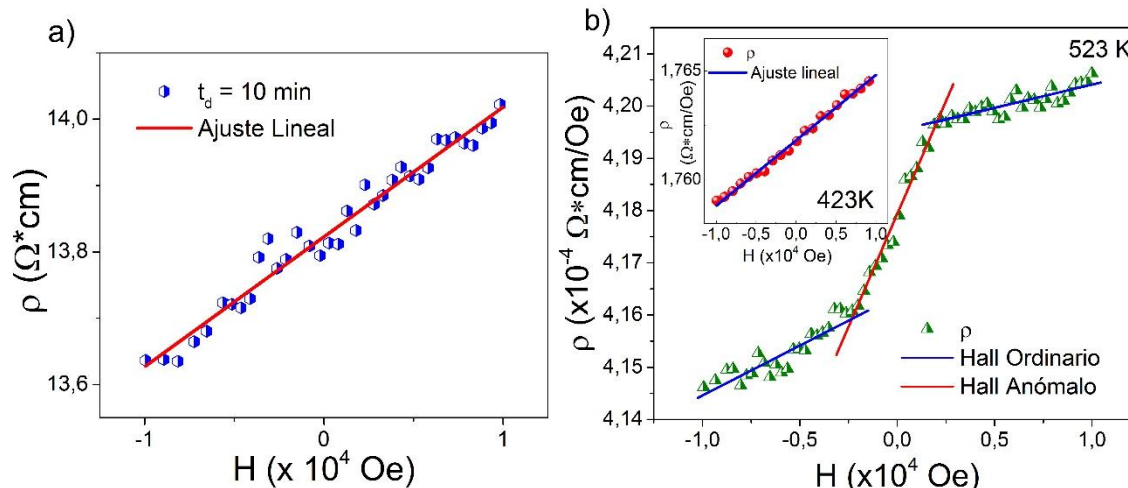 a)
t_d = 10 min
Ajuste Lineal
14,0
13,8
13,6
ρ (Ω*cm)
-1
0
1
H (x 10⁴ Oe)
b)
523 K
4,21
4,20
4,19
4,18
4,17
4,16
4,15
4,14
ρ (x10⁻⁴ Ω*cm/Oe)
-1,0
-0,5
0,0
0,5
1,0
H (x10⁴ Oe)
ρ
Hall Ordinario
Hall Anómalo
ρ
Ajuste lineal
1,765
1,760
ρ
(Ω*cm/Oe)
423K
-1,0
-0,5
0,0
0,5
1,0
H (x10⁴ Oe)